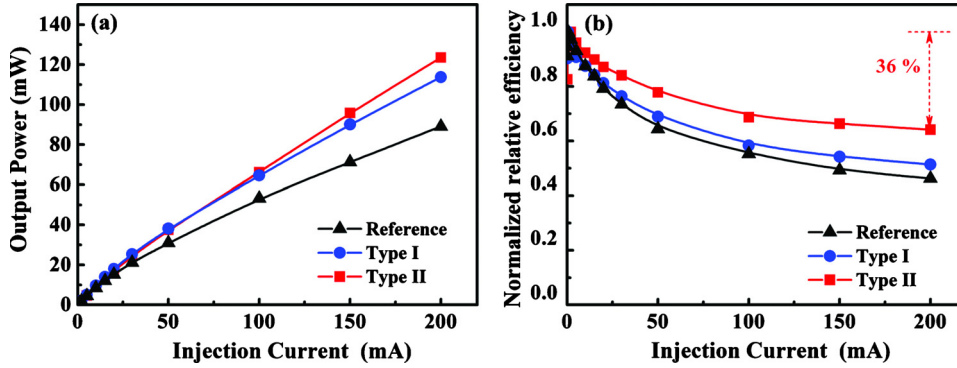 (a)
Output Power (mW)
140
120
100
80
60
40
20
0
0
50
100
150
200
Injection Current (mA)
Reference
Type I
Type II
(b)
Normalized relative efficiency
1.0
0.8
0.6
0.4
0.2
0.0
0
50
100
150
200
Injection Current (mA)
36 %
Reference
Type I
Type II